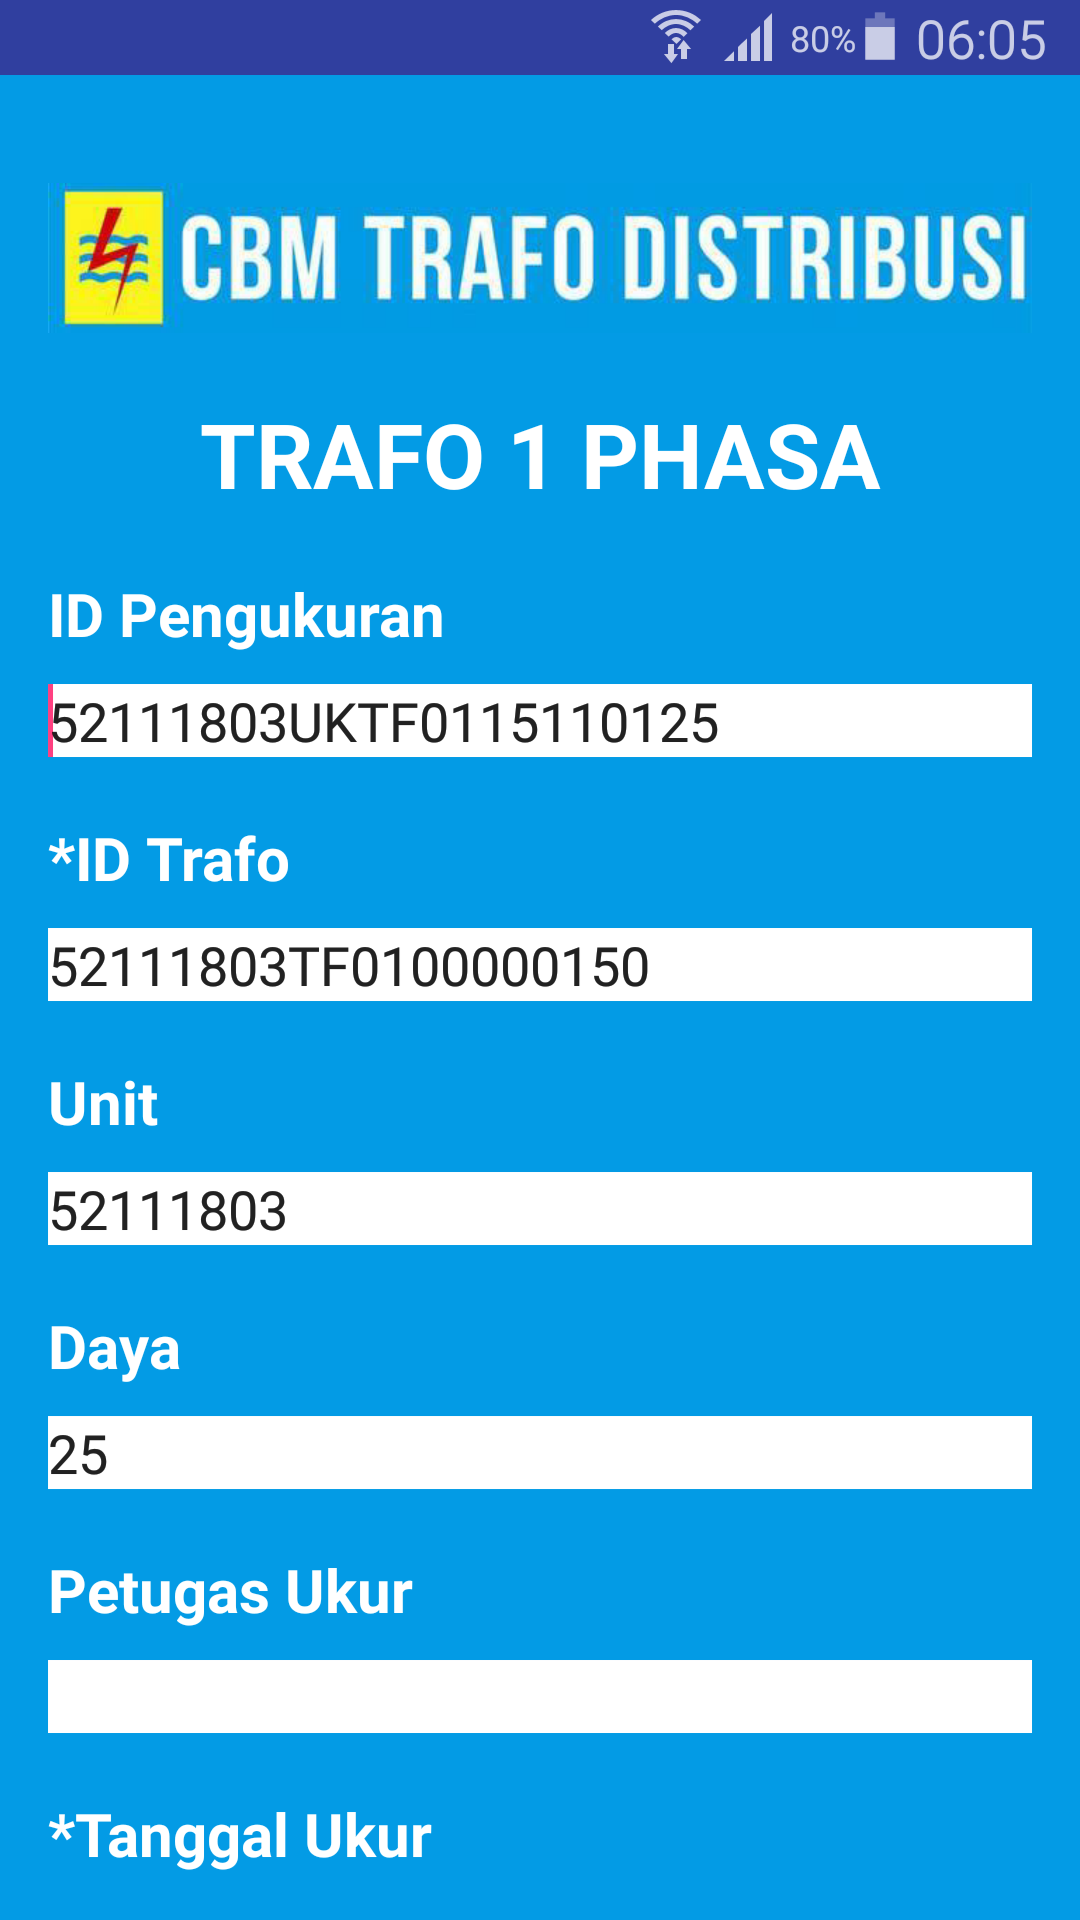 80% 06:05
CBM TRAFO DISTRIBUSI
TRAFO 1 PHASA
ID Pengukuran
52111803UKTF0115110125
*ID Trafo
52111803TF0100000150
Unit
52111803
Daya
25
Petugas Ukur
*Tanggal Ukur